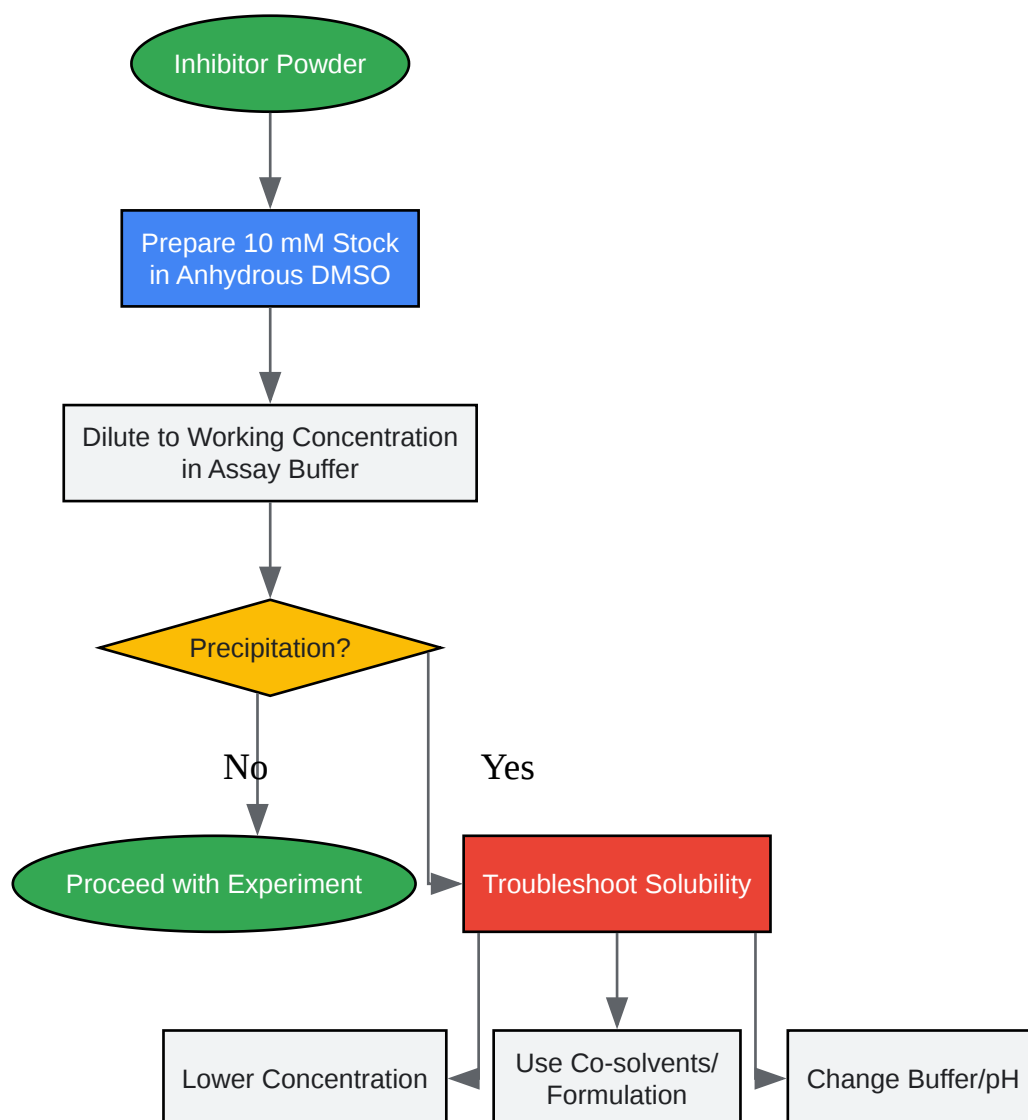 Inhibitor Powder
Prepare 10 mM Stock
in Anhydrous DMSO
Dilute to Working Concentration
in Assay Buffer
Precipitation?
No
Yes
Proceed with Experiment
Troubleshoot Solubility
Lower Concentration
Use Co-solvents/
Formulation
Change Buffer/pH